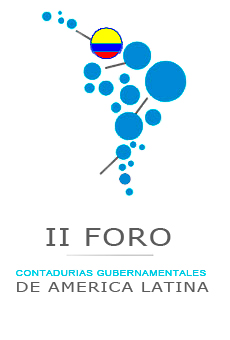 II FORO
CONTADURIAS GUBERNAMENTALES
DE AMERICA LATINA